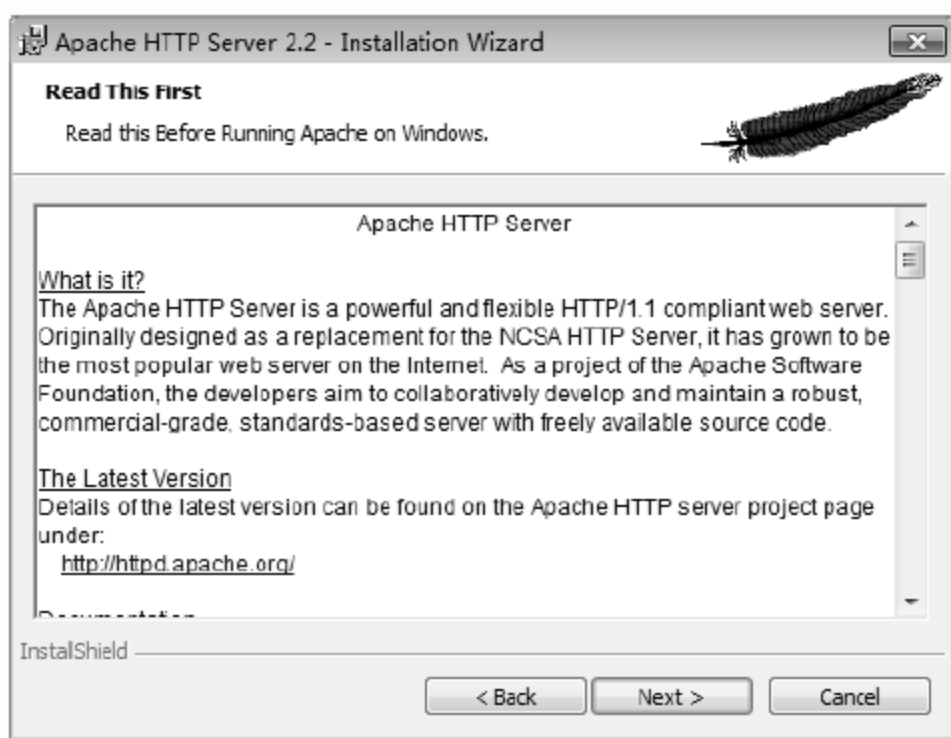 Apache HTTP Server 2.2 - Installation Wizard
Read This First
Read this Before Running Apache on Windows.
Apache HTTP Server
What is it?
The Apache HTTP Server is a powerful and flexible HTTP/1.1 compliant web server.
Originally designed as a replacement for the NCSA HTTP Server, it has grown to be
the most popular web server on the Internet. As a project of the Apache Software
Foundation, the developers aim to collaboratively develop and maintain a robust,
commercial-grade, standards-based server with freely available source code.
The Latest Version
Details of the latest version can be found on the Apache HTTP server project page
under:
http://httpd.apache.org/
Documentation
InstallShield
< Back
Next >
Cancel